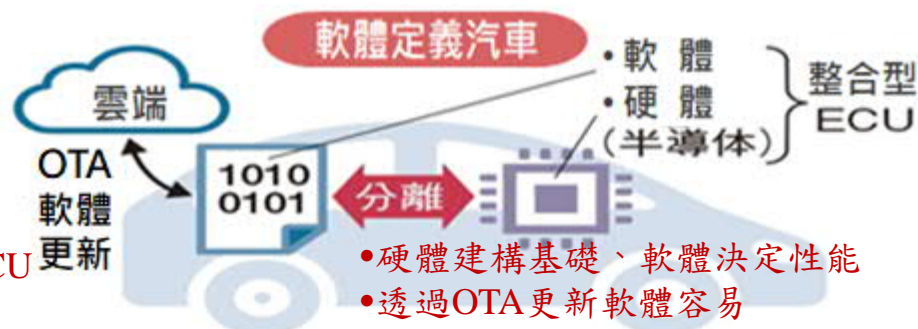 軟體定義汽車
雲端
OTA
軟體
更新
1010
0101
分離
•軟 體
•硬 體
(半導体)
整合型
ECU
CU
•硬體建構基礎、軟體決定性能
•透過OTA更新軟體容易